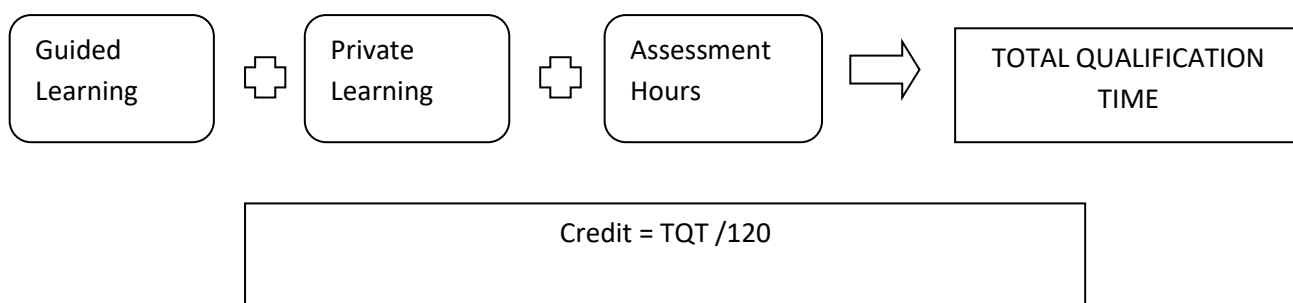 Guided
Learning
Private
Learning
Assessment
Hours
TOTAL QUALIFICATION
TIME
Credit = TQT /120